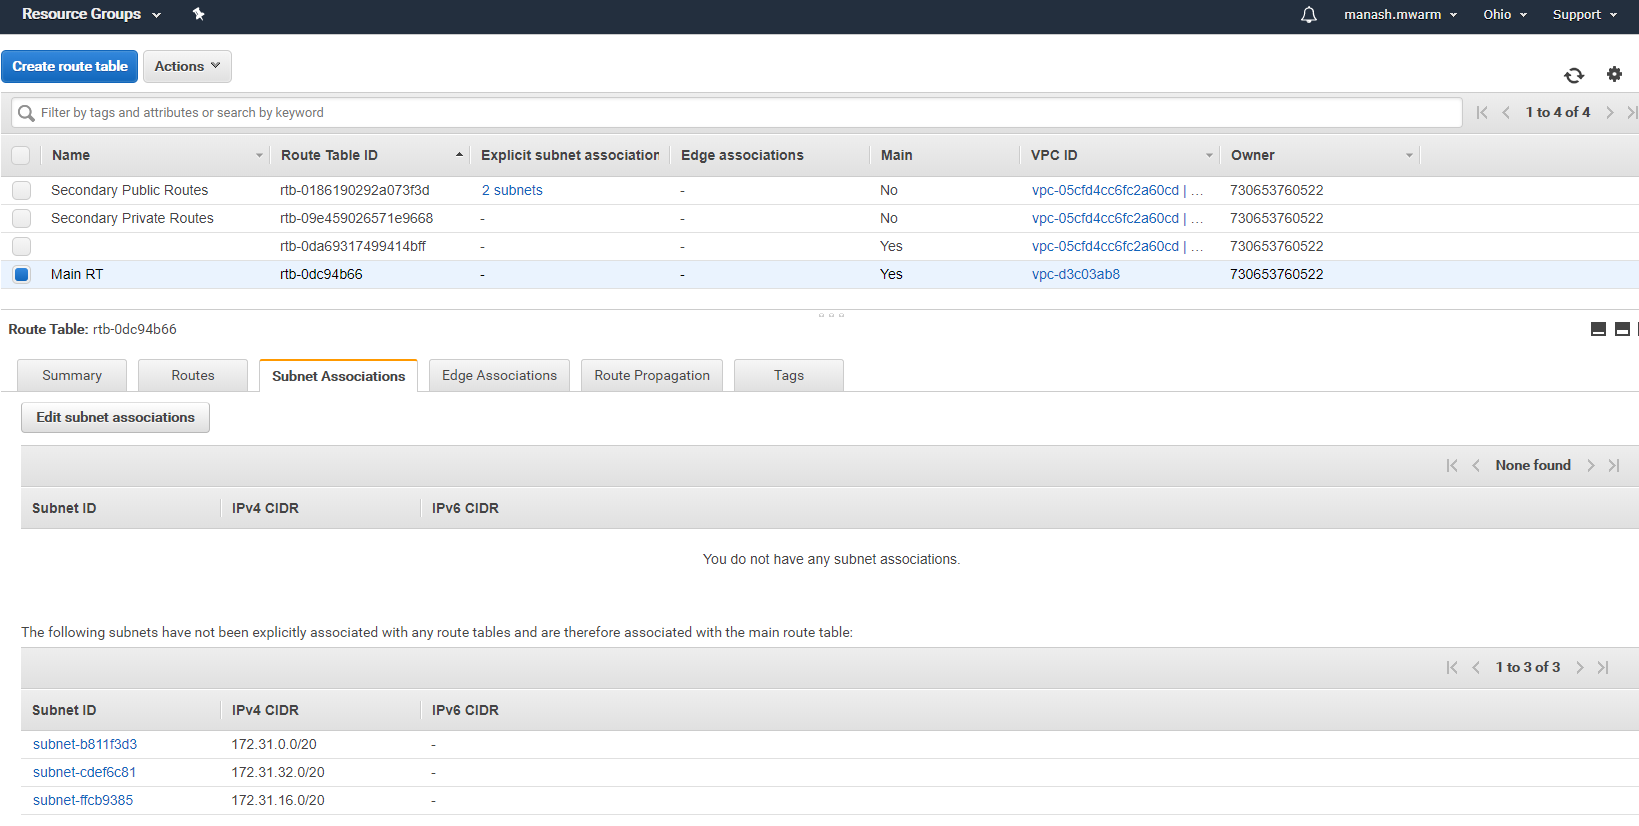 Resource Groups manash.mwarm Ohio Support
Create route table Actions
Filter by tags and attributes or search by keyword 1 to 4 of 4
Name Route Table ID Explicit subnet association Edge associations Main VPC ID Owner
Secondary Public Routes rtb-0186190292a073f3d 2 subnets - No vpc-05cfd4cc6fc2a60cd | ... 730653760522
Secondary Private Routes rtb-09e459026571e9668 - - No vpc-05cfd4cc6fc2a60cd | ... 730653760522
rtb-0da69317499414bff - - Yes vpc-05cfd4cc6fc2a60cd | ... 730653760522
Main RT rtb-0dc94b66 - - Yes vpc-d3c03ab8 730653760522
Route Table: rtb-0dc94b66
Summary Routes Subnet Associations Edge Associations Route Propagation Tags
Edit subnet associations
None found
Subnet ID IPv4 CIDR IPv6 CIDR
You do not have any subnet associations.
The following subnets have not been explicitly associated with any route tables and are therefore associated with the main route table:
1 to 3 of 3
Subnet ID IPv4 CIDR IPv6 CIDR
subnet-b811f3d3 172.31.0.0/20 -
subnet-cdef6c81 172.31.32.0/20 -
subnet-ffcb9385 172.31.16.0/20 -